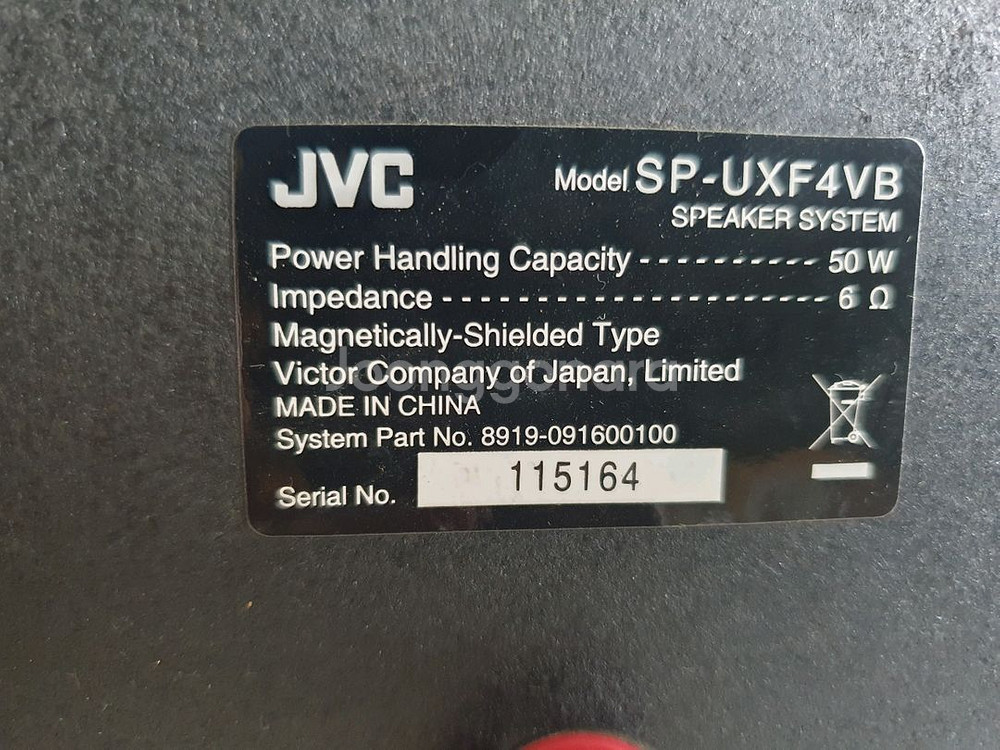 JVC
Model SP-UXF4VB
SPEAKER SYSTEM
Power Handling Capacity - - - - - - - - - - 50 W
Impedance - - - - - - - - - - - - - - - - - - - - - - 6 Ω
Magnetically-Shielded Type
Victor Company of Japan, Limited
Joonggonara
MADE IN CHINA
System Part No. 8919-091600100
Serial No. 115164